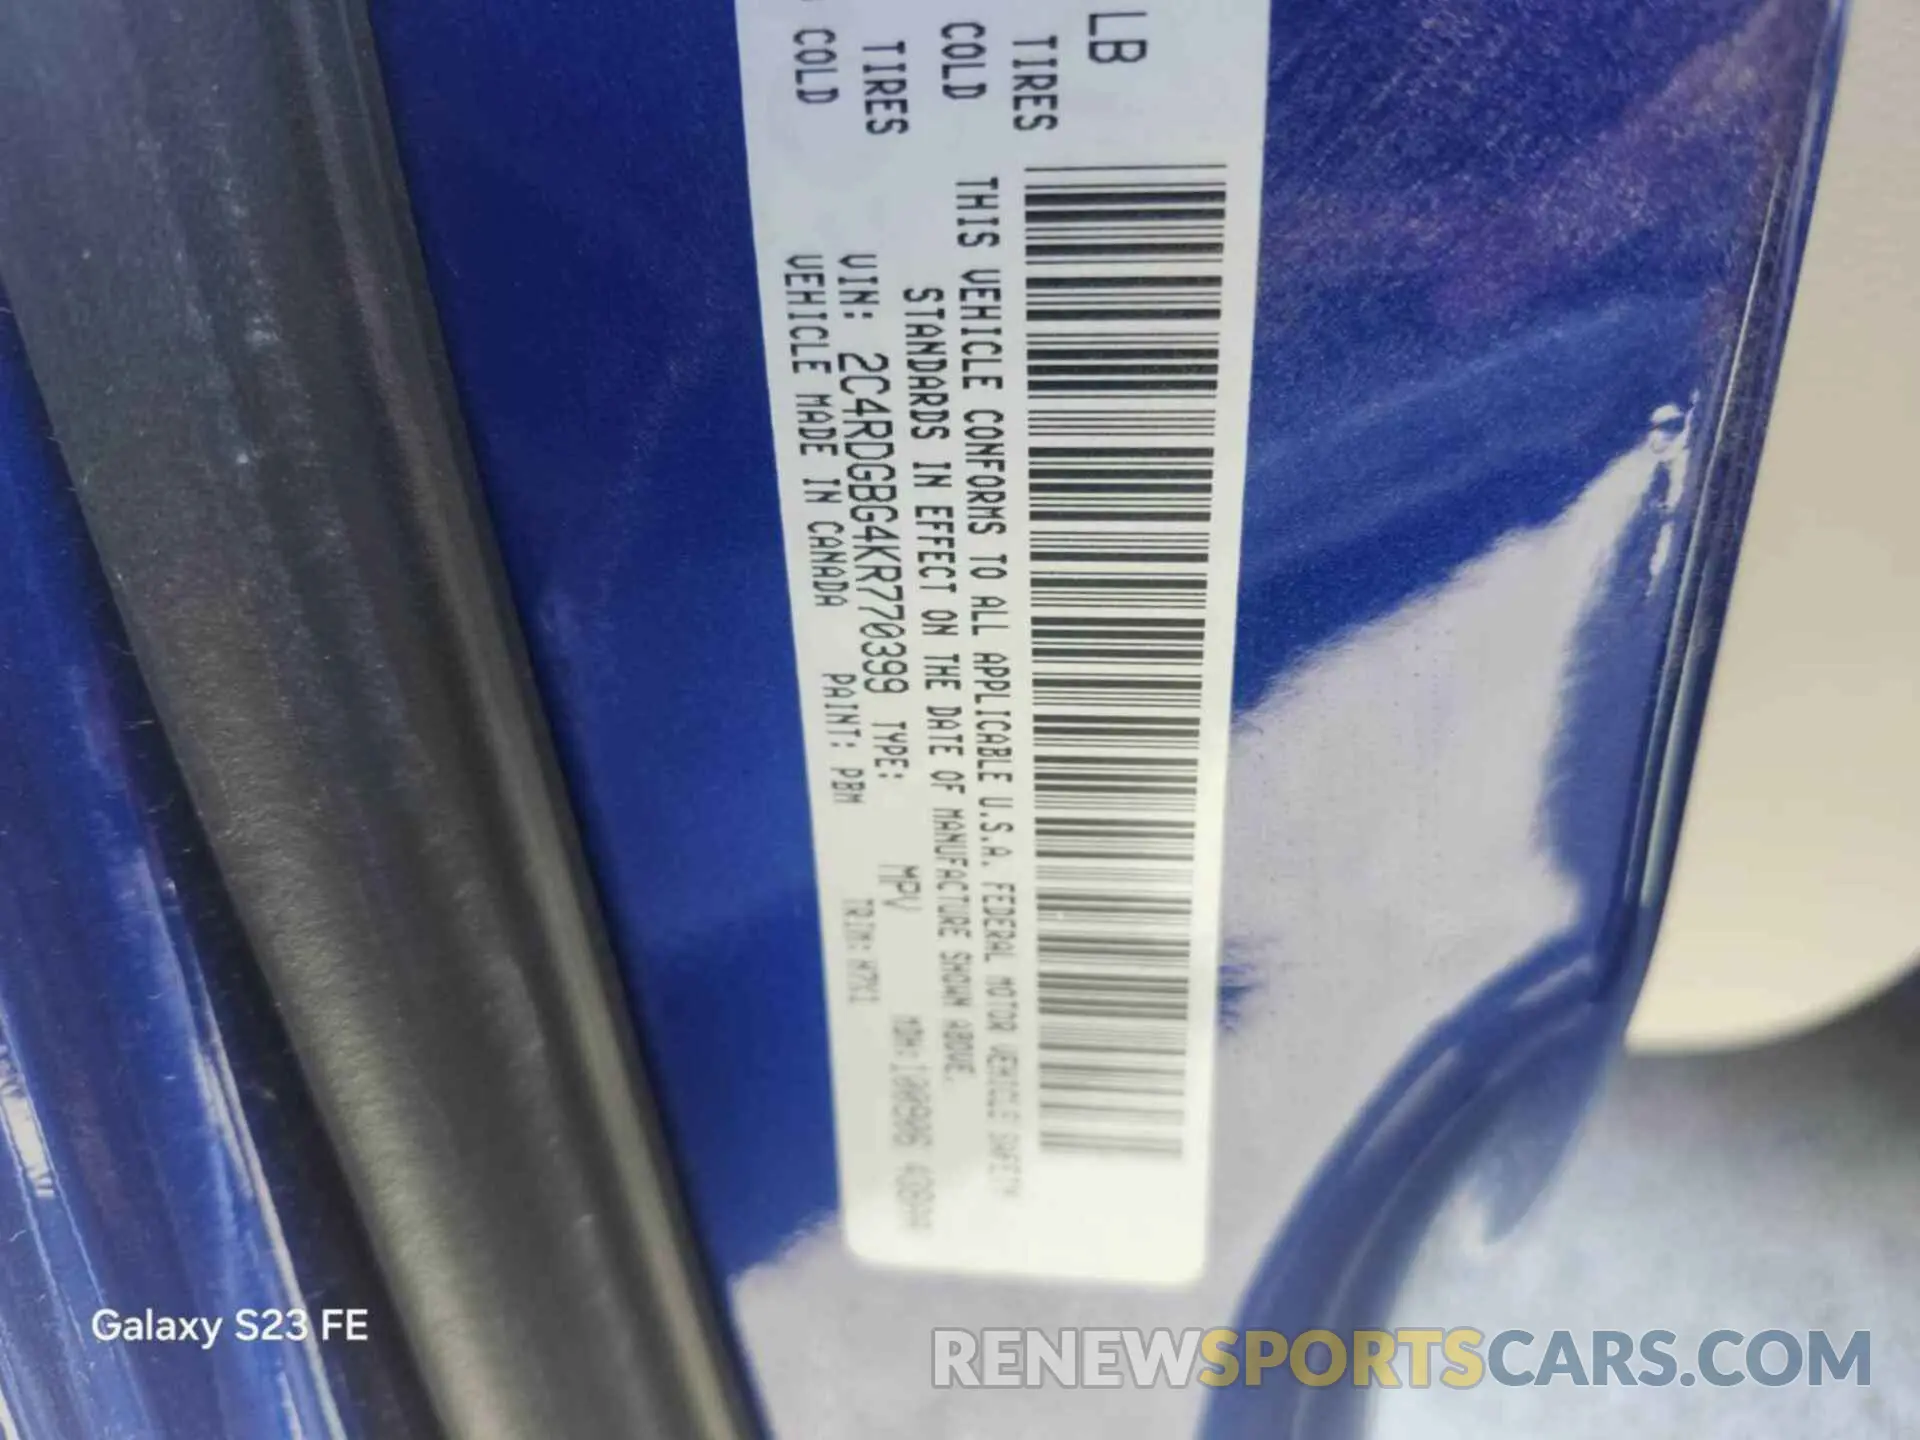 LB
TIRES
COLD
TIRES
COLD
THIS VEHICLE CONFORMS TO ALL APPLICABLE U.S.A. FEDERAL MOTOR VEHICLE SAFETY
STANDARDS IN EFFECT ON THE DATE OF MANUFACTURE SHOWN ABOVE.
VIN: 2C4RDGBG4KR770399 TYPE: MPV
VEHICLE MADE IN CANADA PAINT: PBM TRIM:
Galaxy S23 FE
RENEWSPORTSCARS.COM